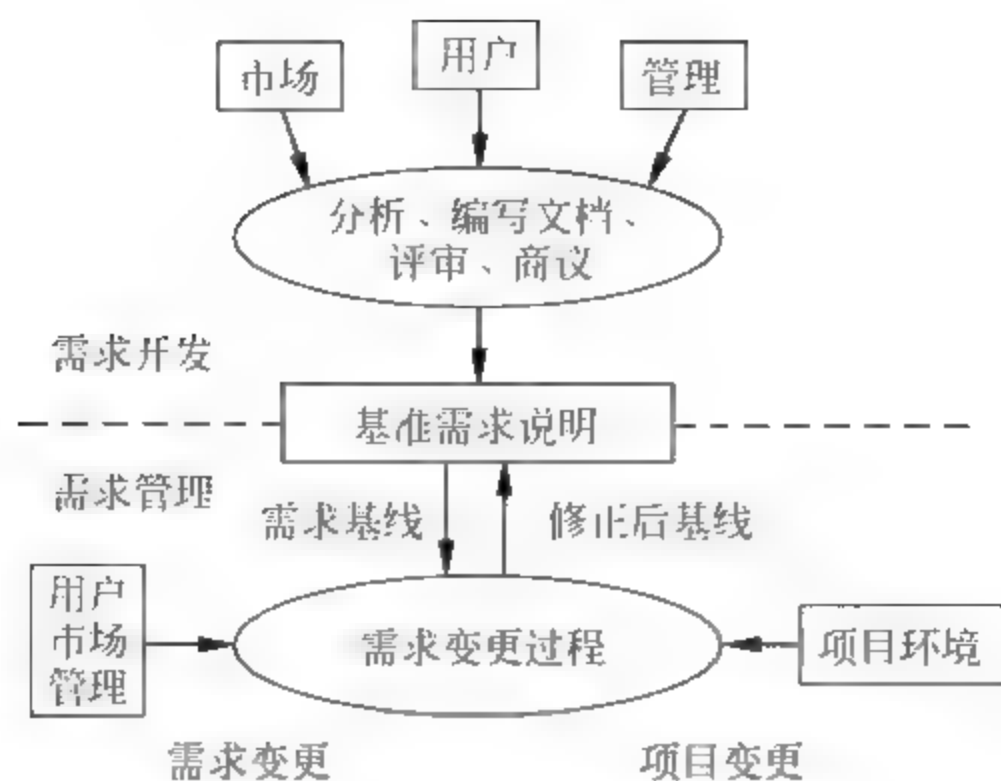 市场
用户
管理
分析、编写文档、
评审、商议
需求开发
基准需求说明
需求管理
需求基线
修正后基线
用户
市场
管理
需求变更过程
项目环境
需求变更
项目变更